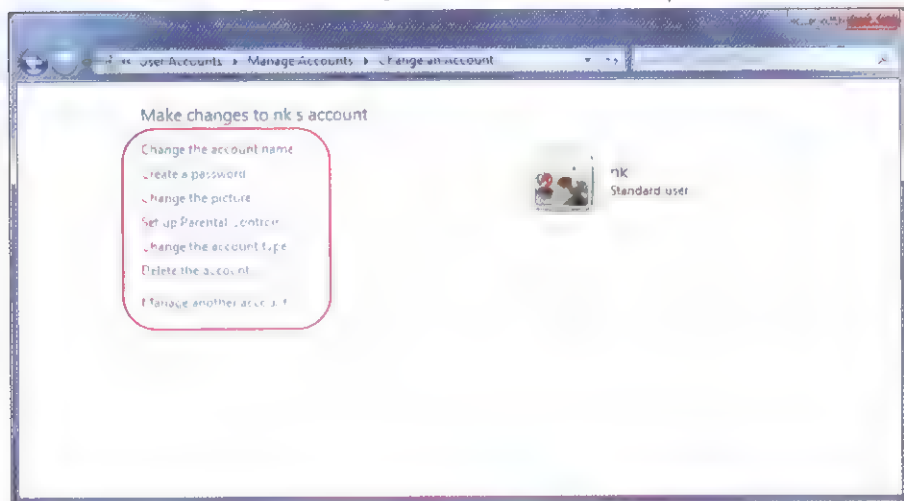 « User Accounts ▸ Manage Accounts ▸ Change an Account
Make changes to nk's account
Change the account name
Create a password
Change the picture
Set up Parental Controls
Change the account type
Delete the account
Manage another account
nk
Standard user